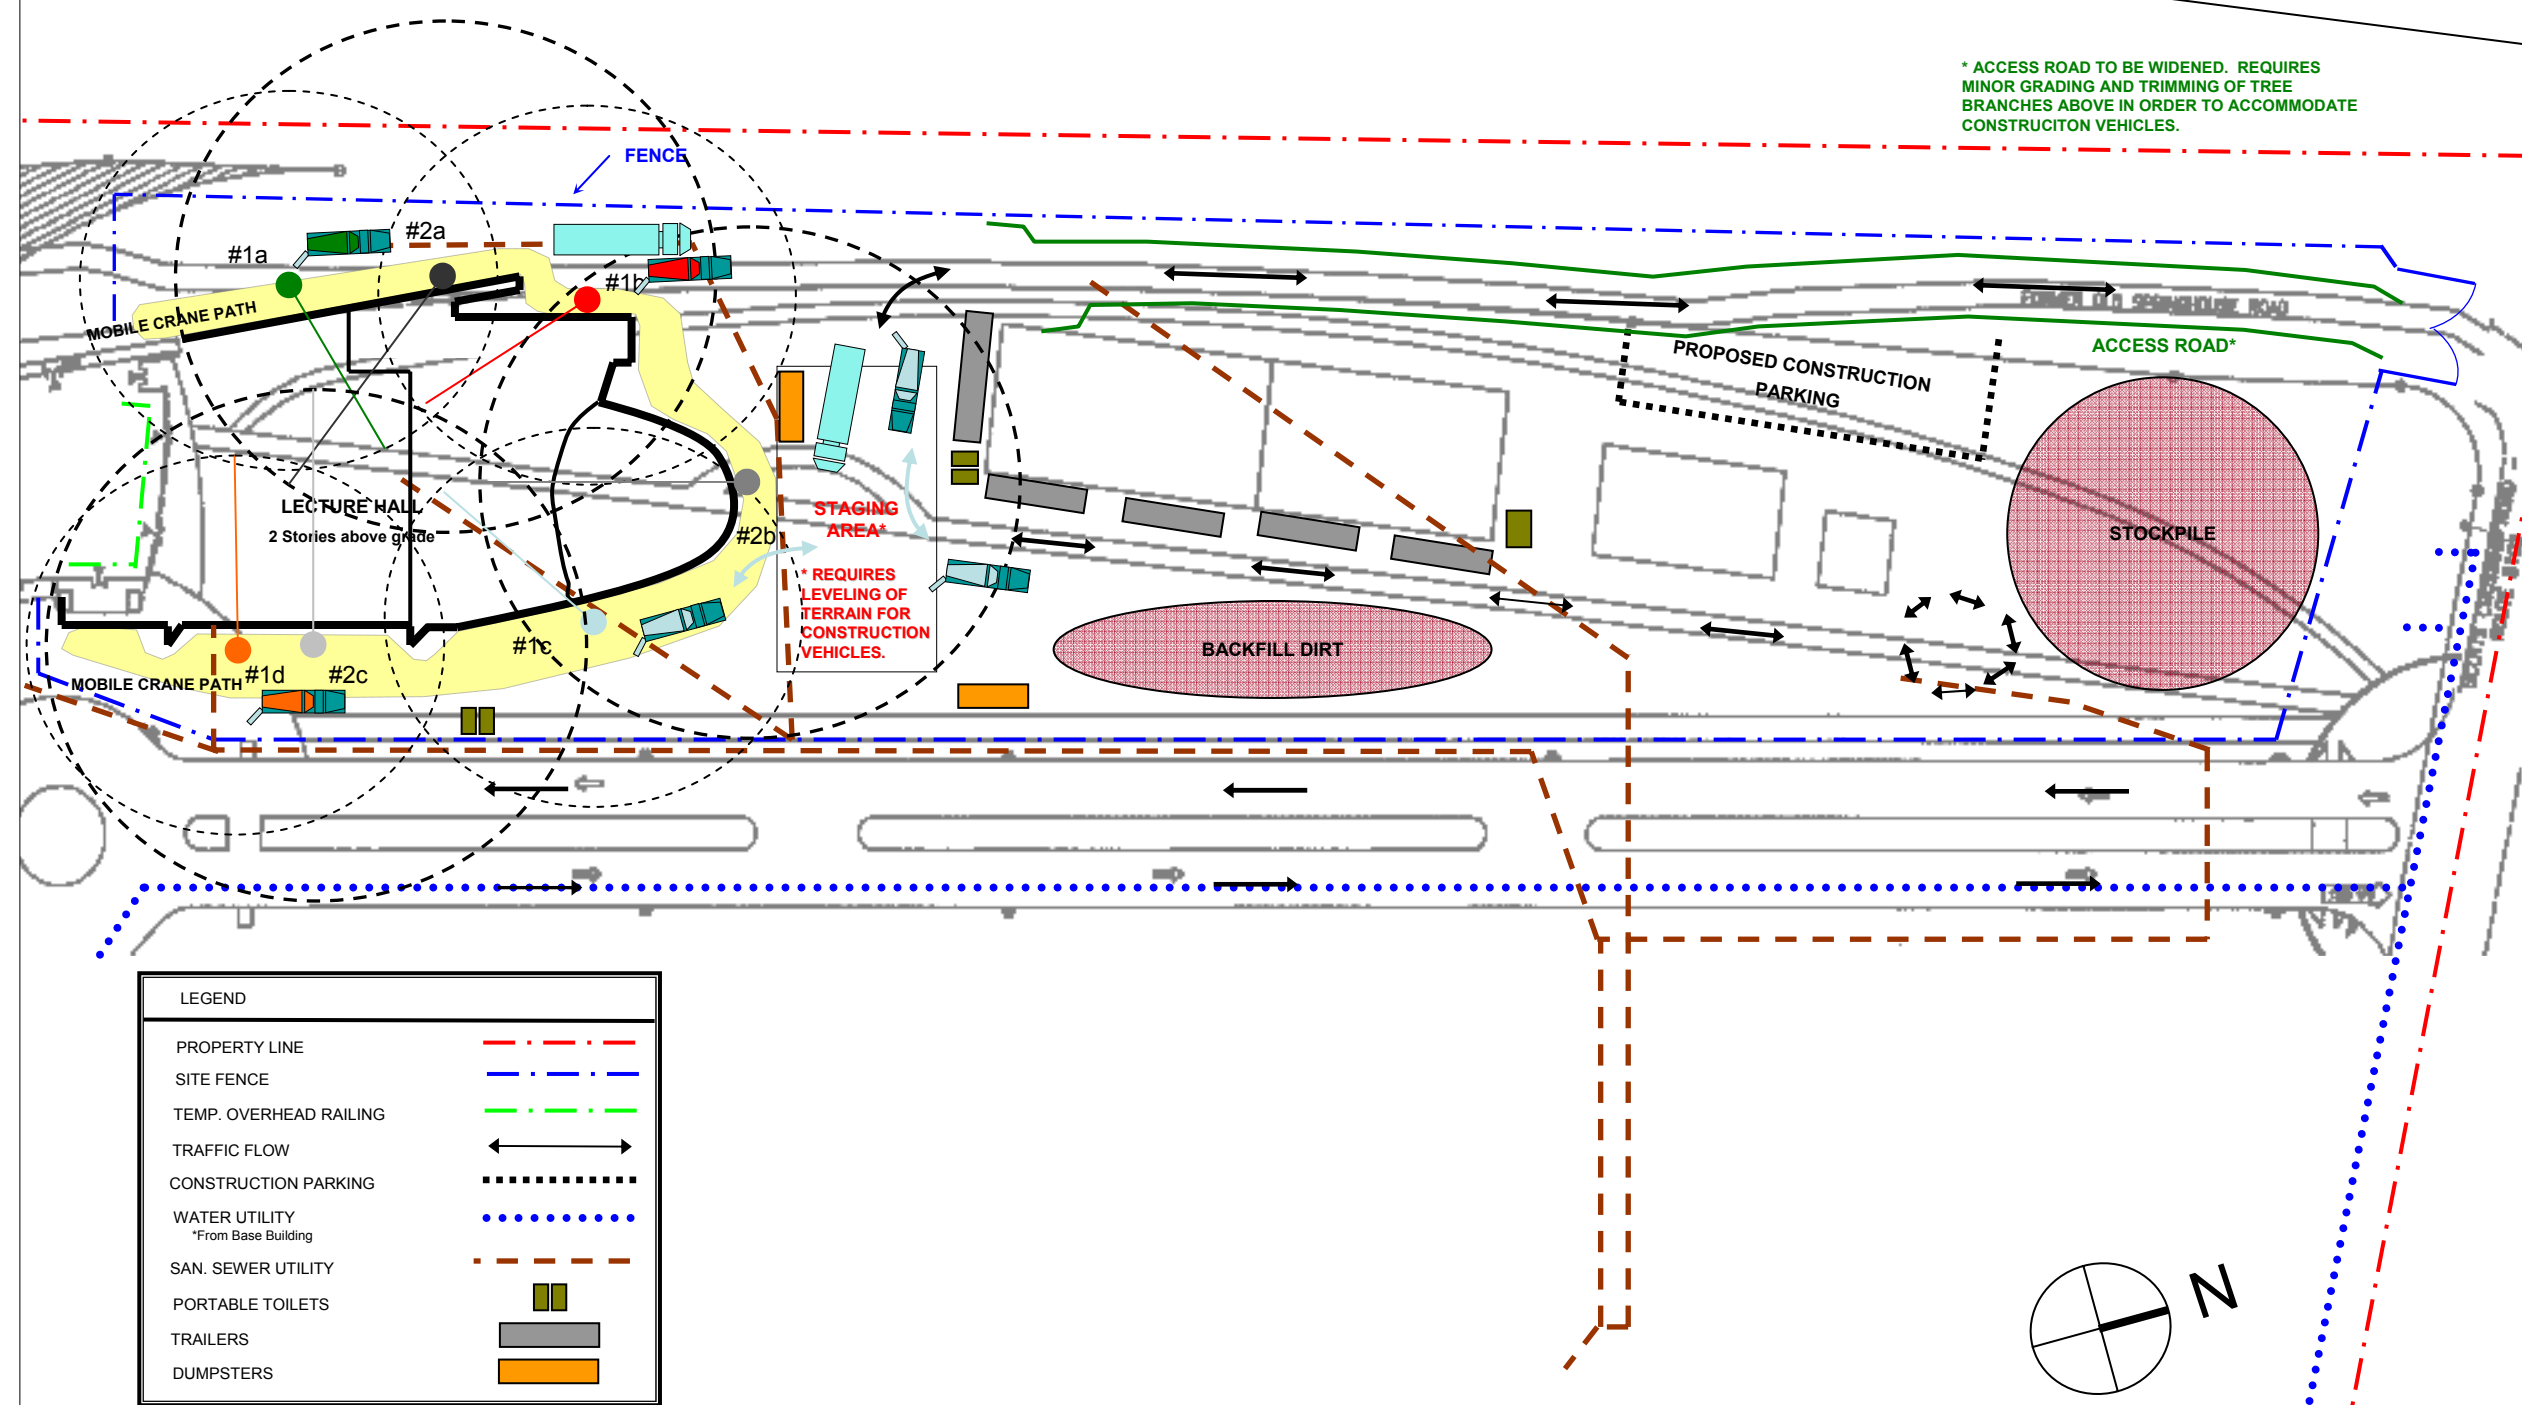 * ACCESS ROAD TO BE WIDENED. REQUIRES
MINOR GRADING AND TRIMMING OF TREE
BRANCHES ABOVE IN ORDER TO ACCOMMODATE
CONSTRUCITON VEHICLES.
FENCE
#2a
#1a
#1b
MOBILE CRANE PATH
FORMER OLD SPRINGHOUSE ROAD
ACCESS ROAD*
PROPOSED CONSTRUCTION
PARKING
LECTURE HALL
2 Stories above grade
STAGING
AREA*
#2b
STOCKPILE
* REQUIRES
LEVELING OF
TERRAIN FOR
CONSTRUCTION
VEHICLES.
#1c
BACKFILL DIRT
MOBILE CRANE PATH
#1d
#2c
LEGEND
PROPERTY LINE
SITE FENCE
TEMP. OVERHEAD RAILING
TRAFFIC FLOW
CONSTRUCTION PARKING
WATER UTILITY
*From Base Building
SAN. SEWER UTILITY
PORTABLE TOILETS
TRAILERS
DUMPSTERS
N